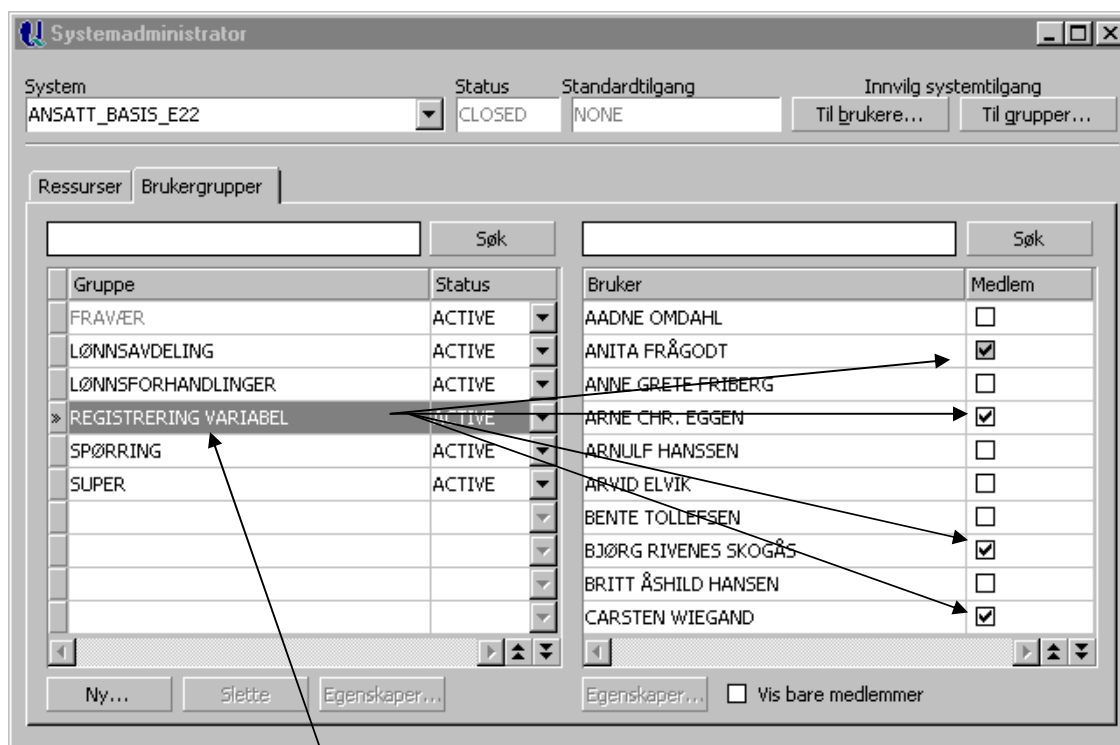 Systemadministrator
System Status Standardtilgang Innvilg systemtilgang
ANSATT_BASIS_E22 CLOSED NONE Til brukere... Til grupper...
Ressurser Brukergrupper
Søk Søk
Gruppe Status Bruker Medlem
FRAVÆR ACTIVE AADNE OMDAHL
LØNNSAVDELING ACTIVE ANITA FRÅGODT
LØNNSFORHANDLINGER ACTIVE ANNE GRETE FRIBERG
» REGISTRERING VARIABEL ACTIVE ARNE CHR. EGGEN
SPØRRING ACTIVE ARNULF HANSSEN
SUPER ACTIVE ARVID ELVIK
BENTE TOLLEFSEN
BJØRG RIVENES SKOGÅS
BRITT ÅSHILD HANSEN
CARSTEN WIEGAND
Ny... Slette Egenskaper... Egenskaper... Vis bare medlemmer